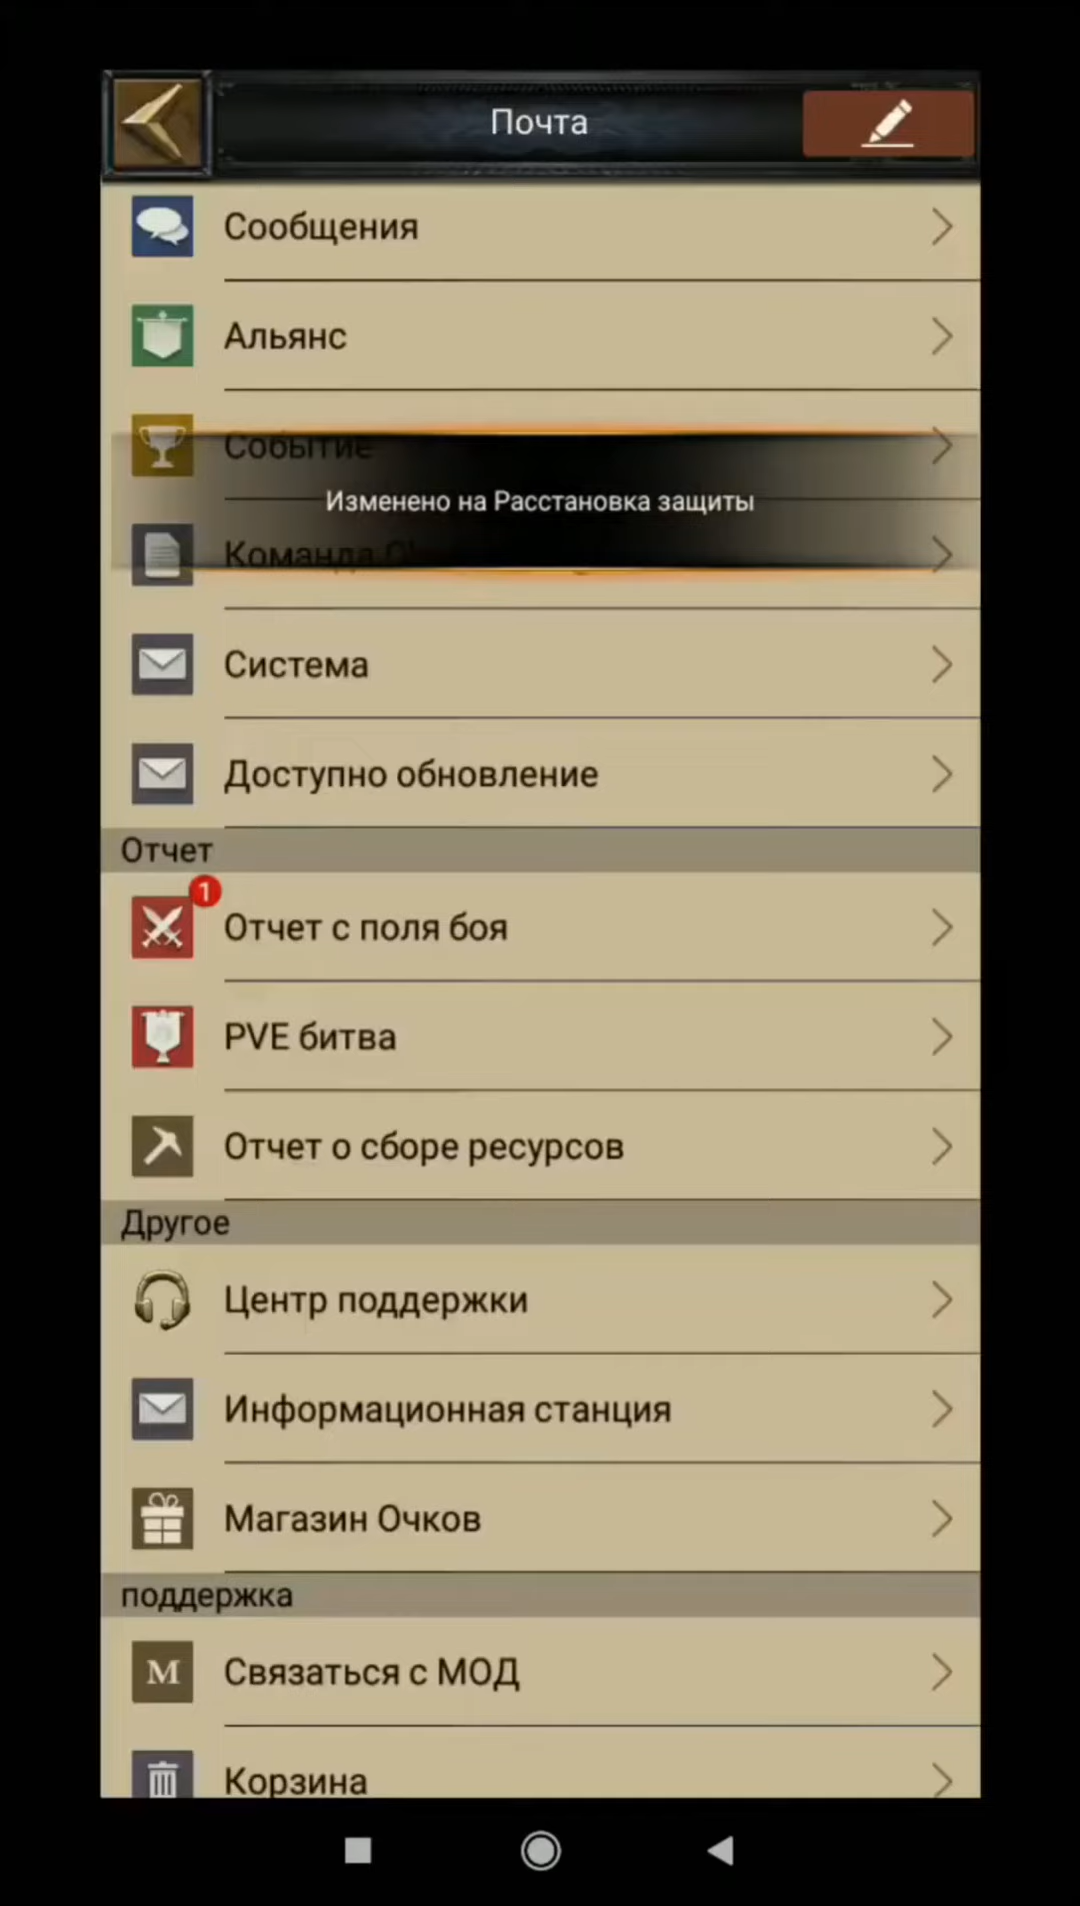 Почта
Сообщения
Альянс
Событие
Изменено на Расстановка защиты
Команда
Система
Доступно обновление
Отчет
1
Отчет с поля боя
PVE битва
Отчет о сборе ресурсов
Другое
Центр поддержки
Информационная станция
Магазин Очков
поддержка
M
Связаться с МОД
Корзина